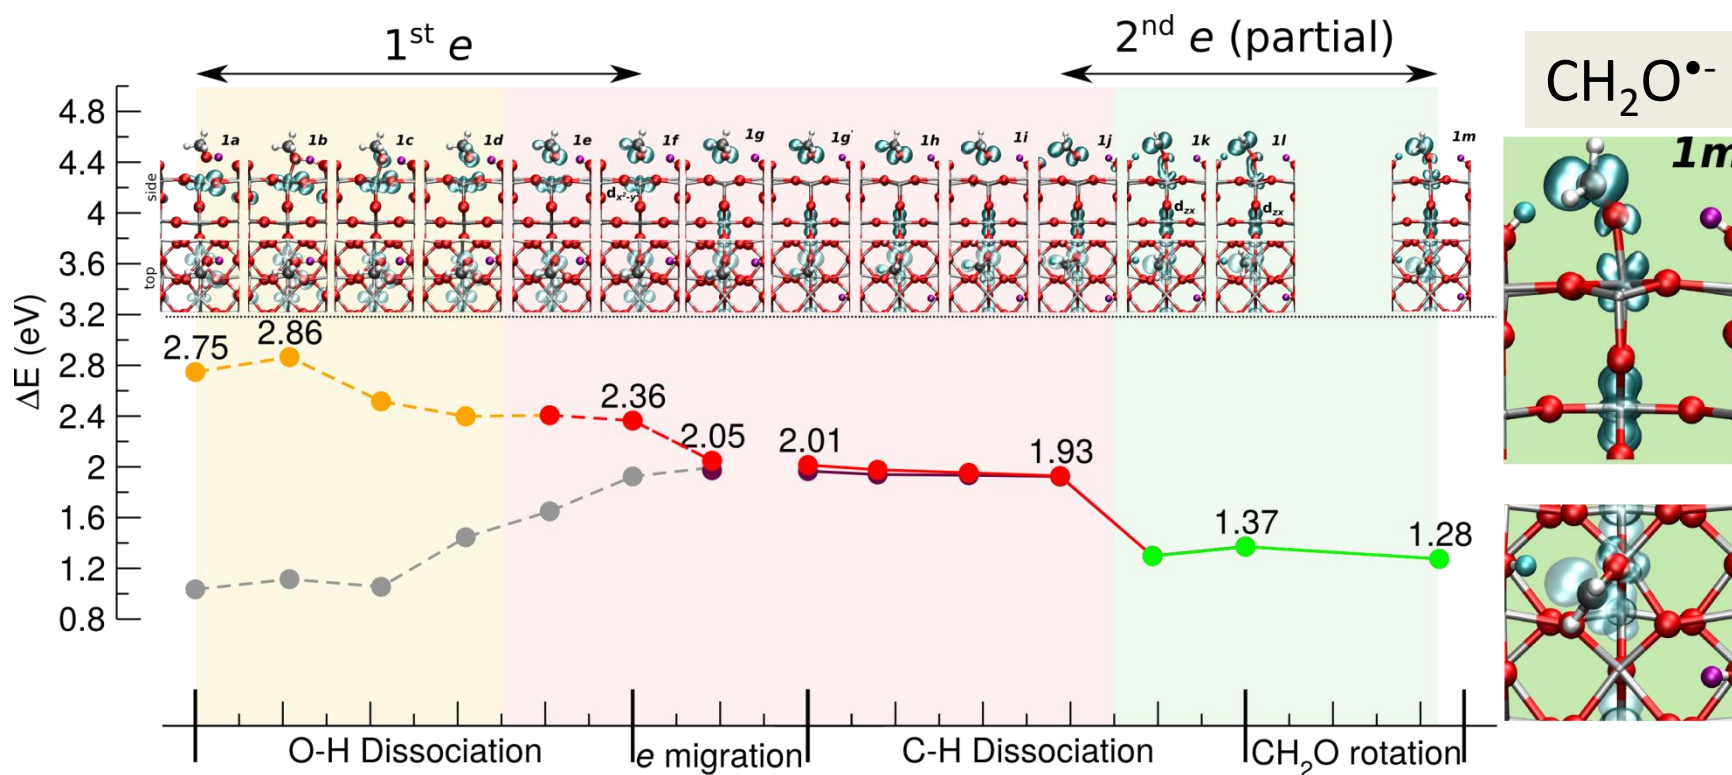 1st e
2nd e (partial)
CH2O•-
4.8
4.4
4
3.6
3.2
2.8
2.4
2
1.6
1.2
0.8
ΔE (eV)
side
top
1a
1b
1c
1d
1e
1f
1g
1g'
1h
1i
1j
1k
1l
1m
dx²-y²
dzx
dzx
2.75
2.86
2.36
2.05
2.01
1.93
1.37
1.28
O-H Dissociation
e migration
C-H Dissociation
CH2O rotation
1m